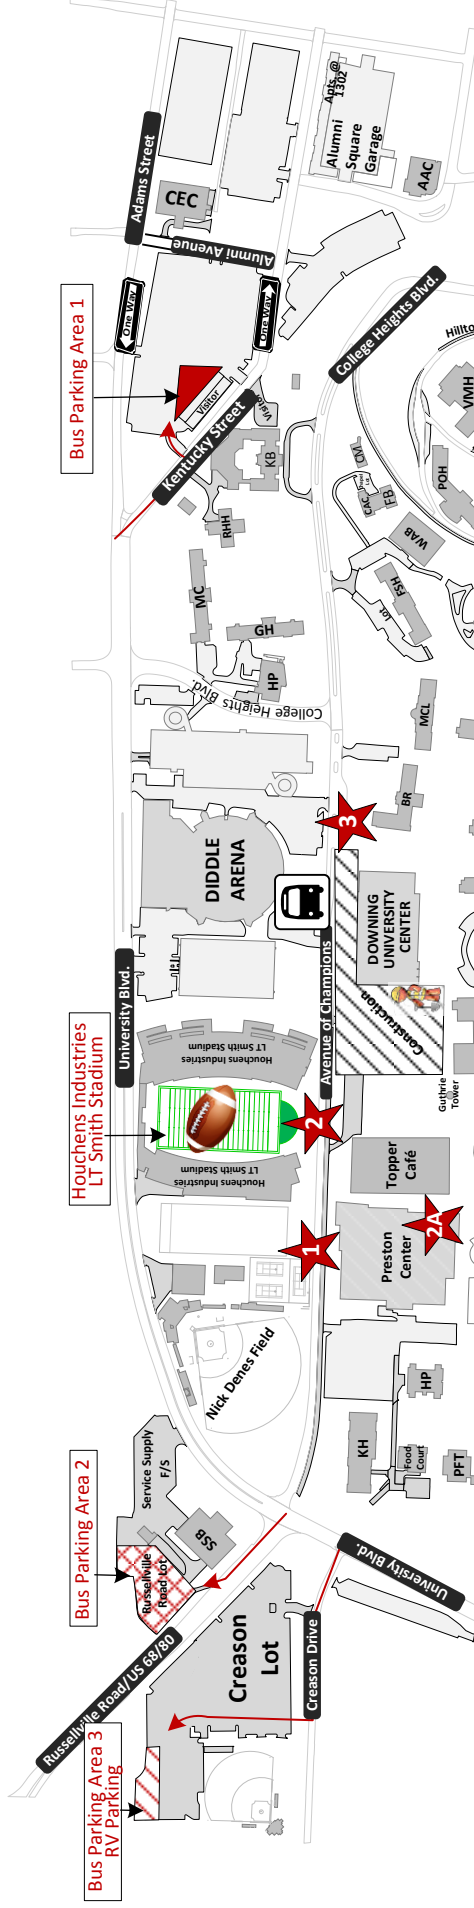 Apts. @
1302
Alumni
Square
Garage
AAC
CEC
Adams Street
Alumni Avenue
One Way
One Way
Bus Parking Area 1
College Heights Blvd.
Visitor
Visitor
Kentucky Street
KB
RHH
CM
CAC
FB
WAB
POH
VMH
FSH
Lot
MC
GH
HP
College Heights Blvd.
MCL
BR
3
DIDDLE
ARENA
DOWNING
UNIVERSITY
CENTER
Construction
University Blvd.
Avenue of Champions
Houchens Industries
LT Smith Stadium
Houchens Industries
LT Smith Stadium
Houchens Industries
LT Smith Stadium
2
Guthrie
Tower
Topper
Café
Preston
Center
2A
1
Nick Denes Field
HP
KH
Food
Court
PFT
Service Supply
F/S
SSB
Bus Parking Area 2
Russellville
Road Lot
University Blvd.
Russellville Road/ US 68/80
Creason
Lot
Creason Drive
Bus Parking Area 3
RV Parking